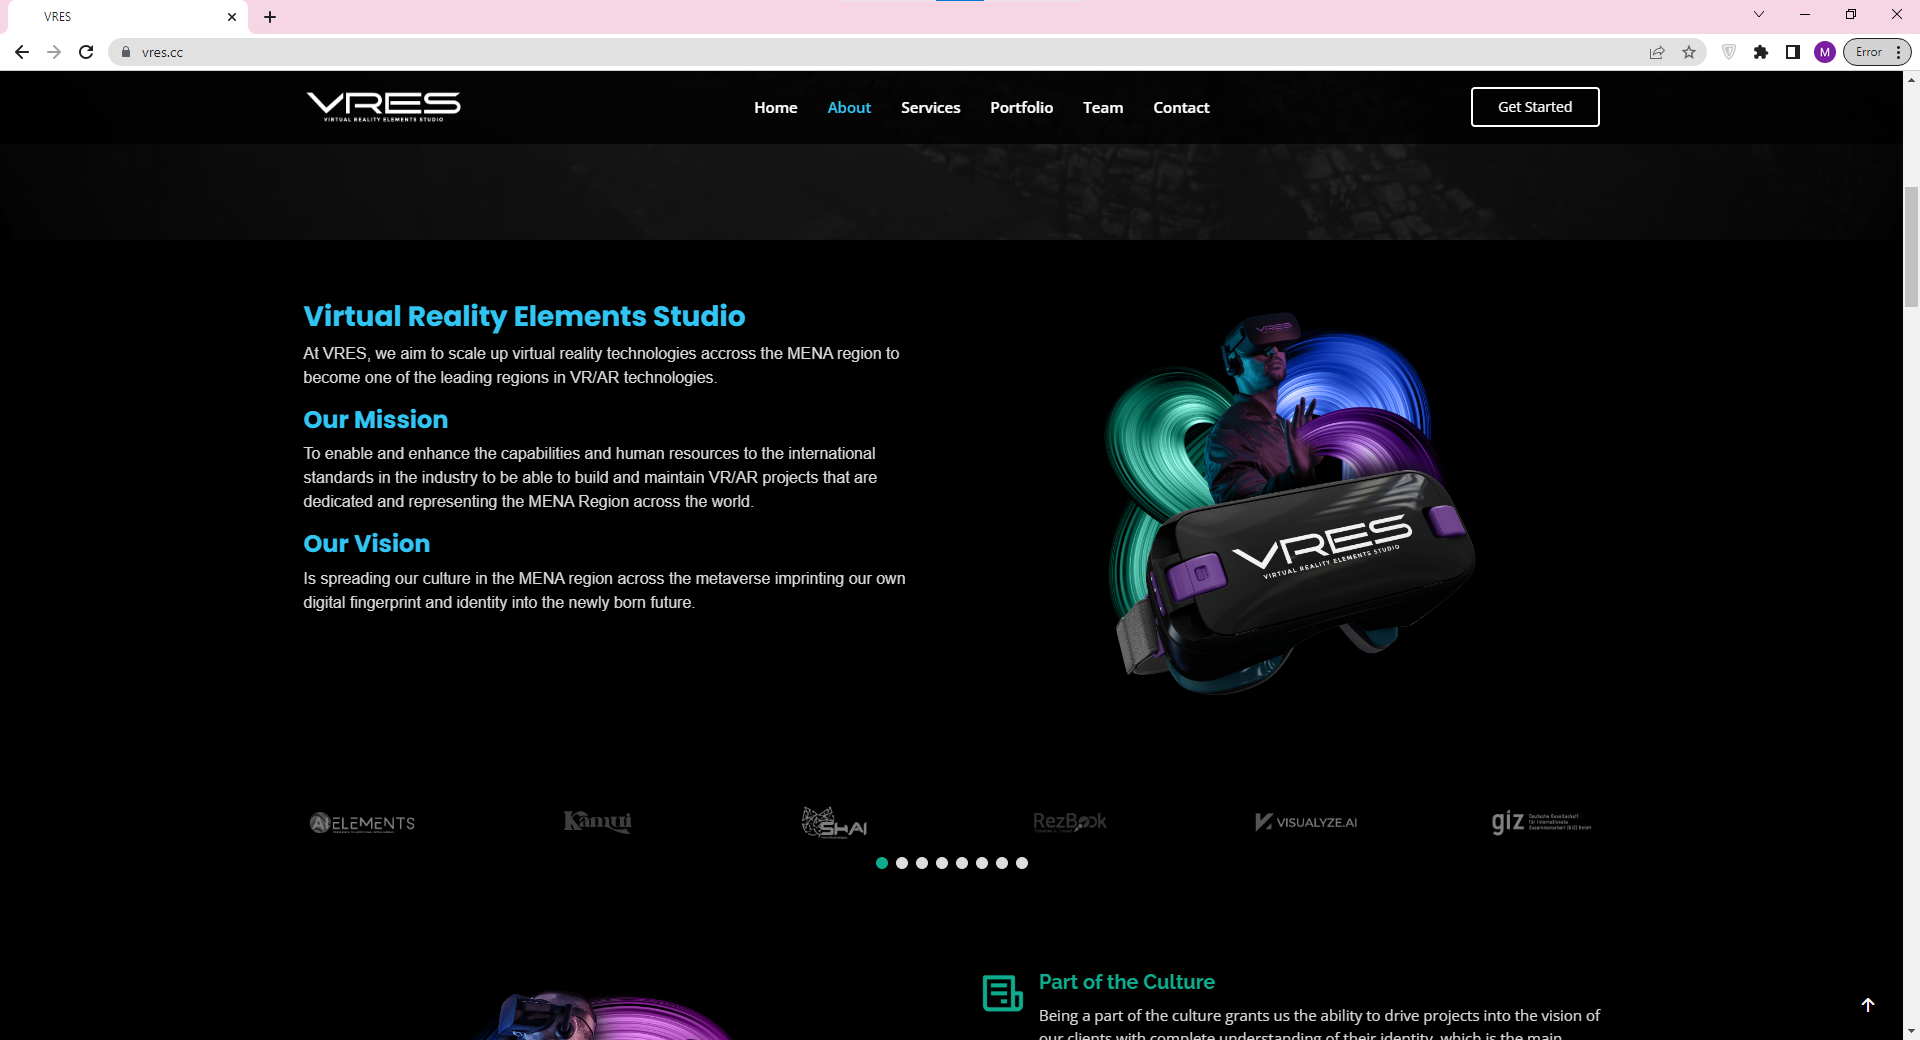 VRES
vres.cc
M
Error
VRES
VIRTUAL REALITY ELEMENTS STUDIO
Home
About
Services
Portfolio
Team
Contact
Get Started
Virtual Reality Elements Studio
At VRES, we aim to scale up virtual reality technologies accross the MENA region to
become one of the leading regions in VR/AR technologies.
Our Mission
To enable and enhance the capabilities and human resources to the international
standards in the industry to be able to build and maintain VR/AR projects that are
dedicated and representing the MENA Region across the world.
Our Vision
Is spreading our culture in the MENA region across the metaverse imprinting our own
digital fingerprint and identity into the newly born future.
VRES
VRES
VIRTUAL REALITY ELEMENTS STUDIO
AIELEMENTS
Kamui
SHAI
RezBook
VISUALYZE.AI
giz
Deutsche Gesellschaft
für Internationale
Zusammenarbeit (GIZ) GmbH
Part of the Culture
Being a part of the culture grants us the ability to drive projects into the vision of
our clients with complete understanding of their identity, which is the main